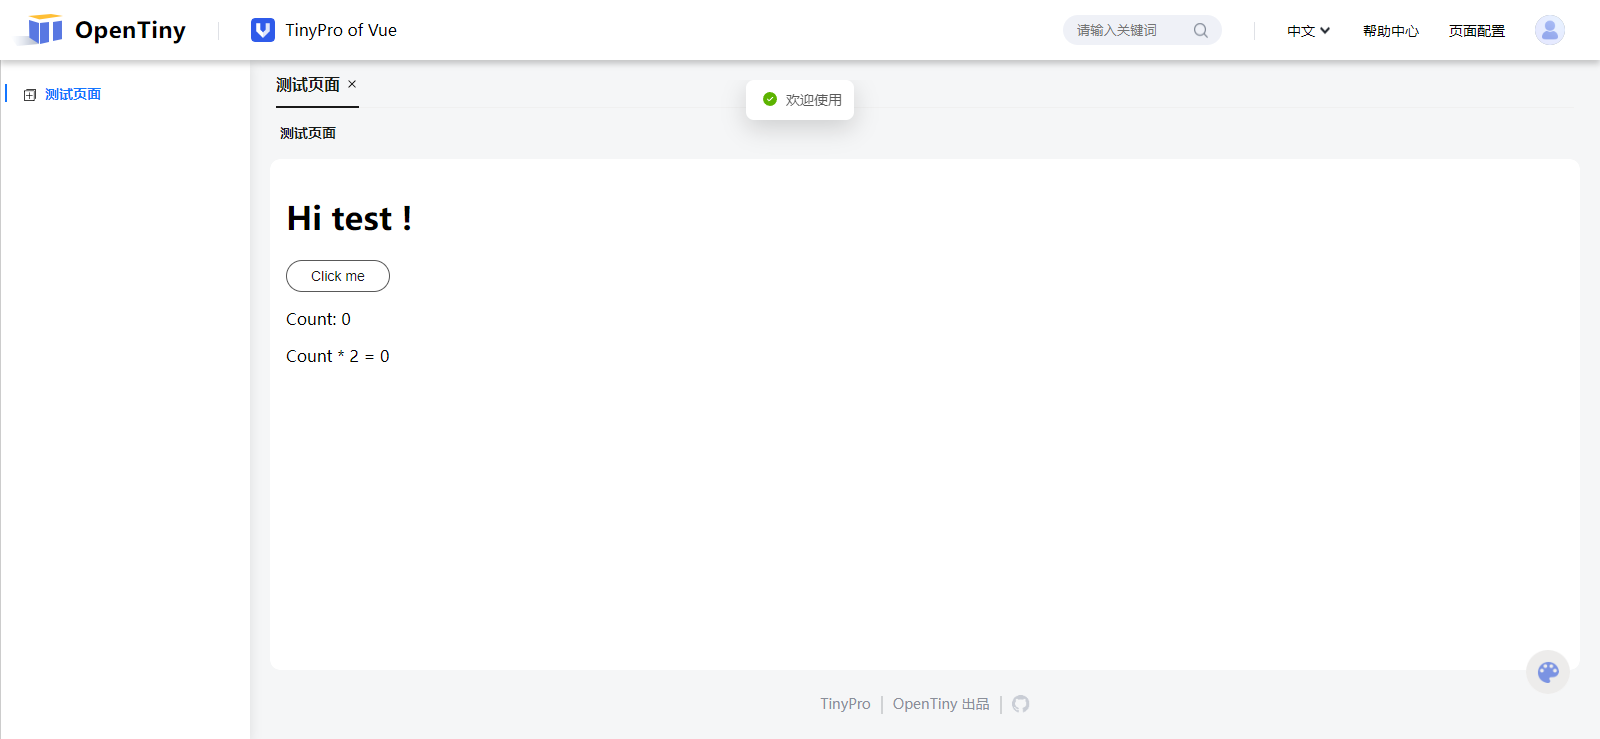 OpenTiny
TinyPro of Vue
请输入关键词
中文
帮助中心
页面配置
测试页面
测试页面 ×
欢迎使用
测试页面
Hi test !
Click me
Count: 0
Count * 2 = 0
TinyPro
OpenTiny 出品